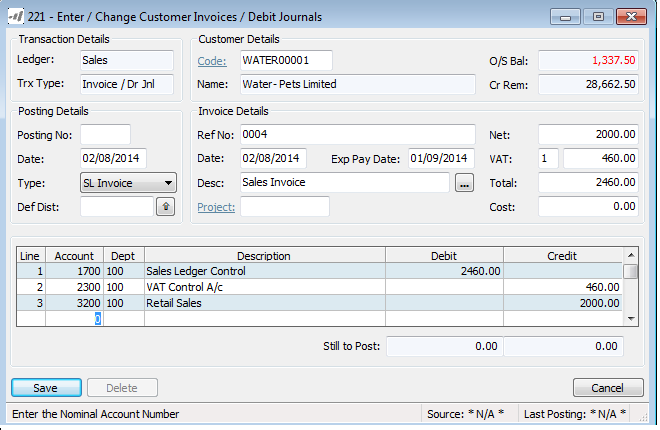 221 - Enter / Change Customer Invoices / Debit Journals
Transaction Details
Ledger: Sales
Trx Type: Invoice / Dr Jnl
Customer Details
Code: WATER00001 O/S Bal: 1,337.50
Name: Water- Pets Limited Cr Rem: 28,662.50
Posting Details
Posting No:
Date: 02/08/2014
Type: SL Invoice
Def Dist:
Invoice Details
Ref No: 0004 Net: 2000.00
Date: 02/08/2014 Exp Pay Date: 01/09/2014 VAT: 1 460.00
Desc: Sales Invoice ... Total: 2460.00
Project: Cost: 0.00
Line Account Dept Description Debit Credit
1 1700 100 Sales Ledger Control 2460.00
2 2300 100 VAT Control A/c 460.00
3 3200 100 Retail Sales 2000.00
0
Still to Post: 0.00 0.00
Save Delete Cancel
Enter the Nominal Account Number Source: * N/A * Last Posting: * N/A *